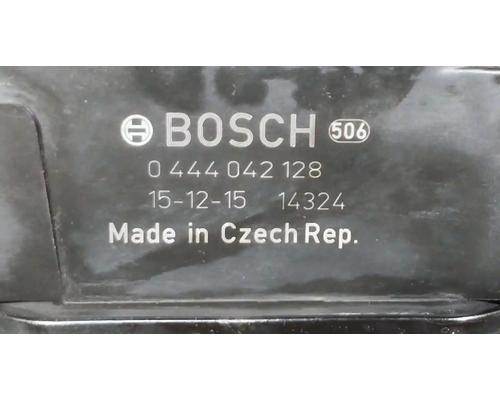 BOSCH 506
0 444 042 128
15-12-15 14324
Made in Czech Rep.